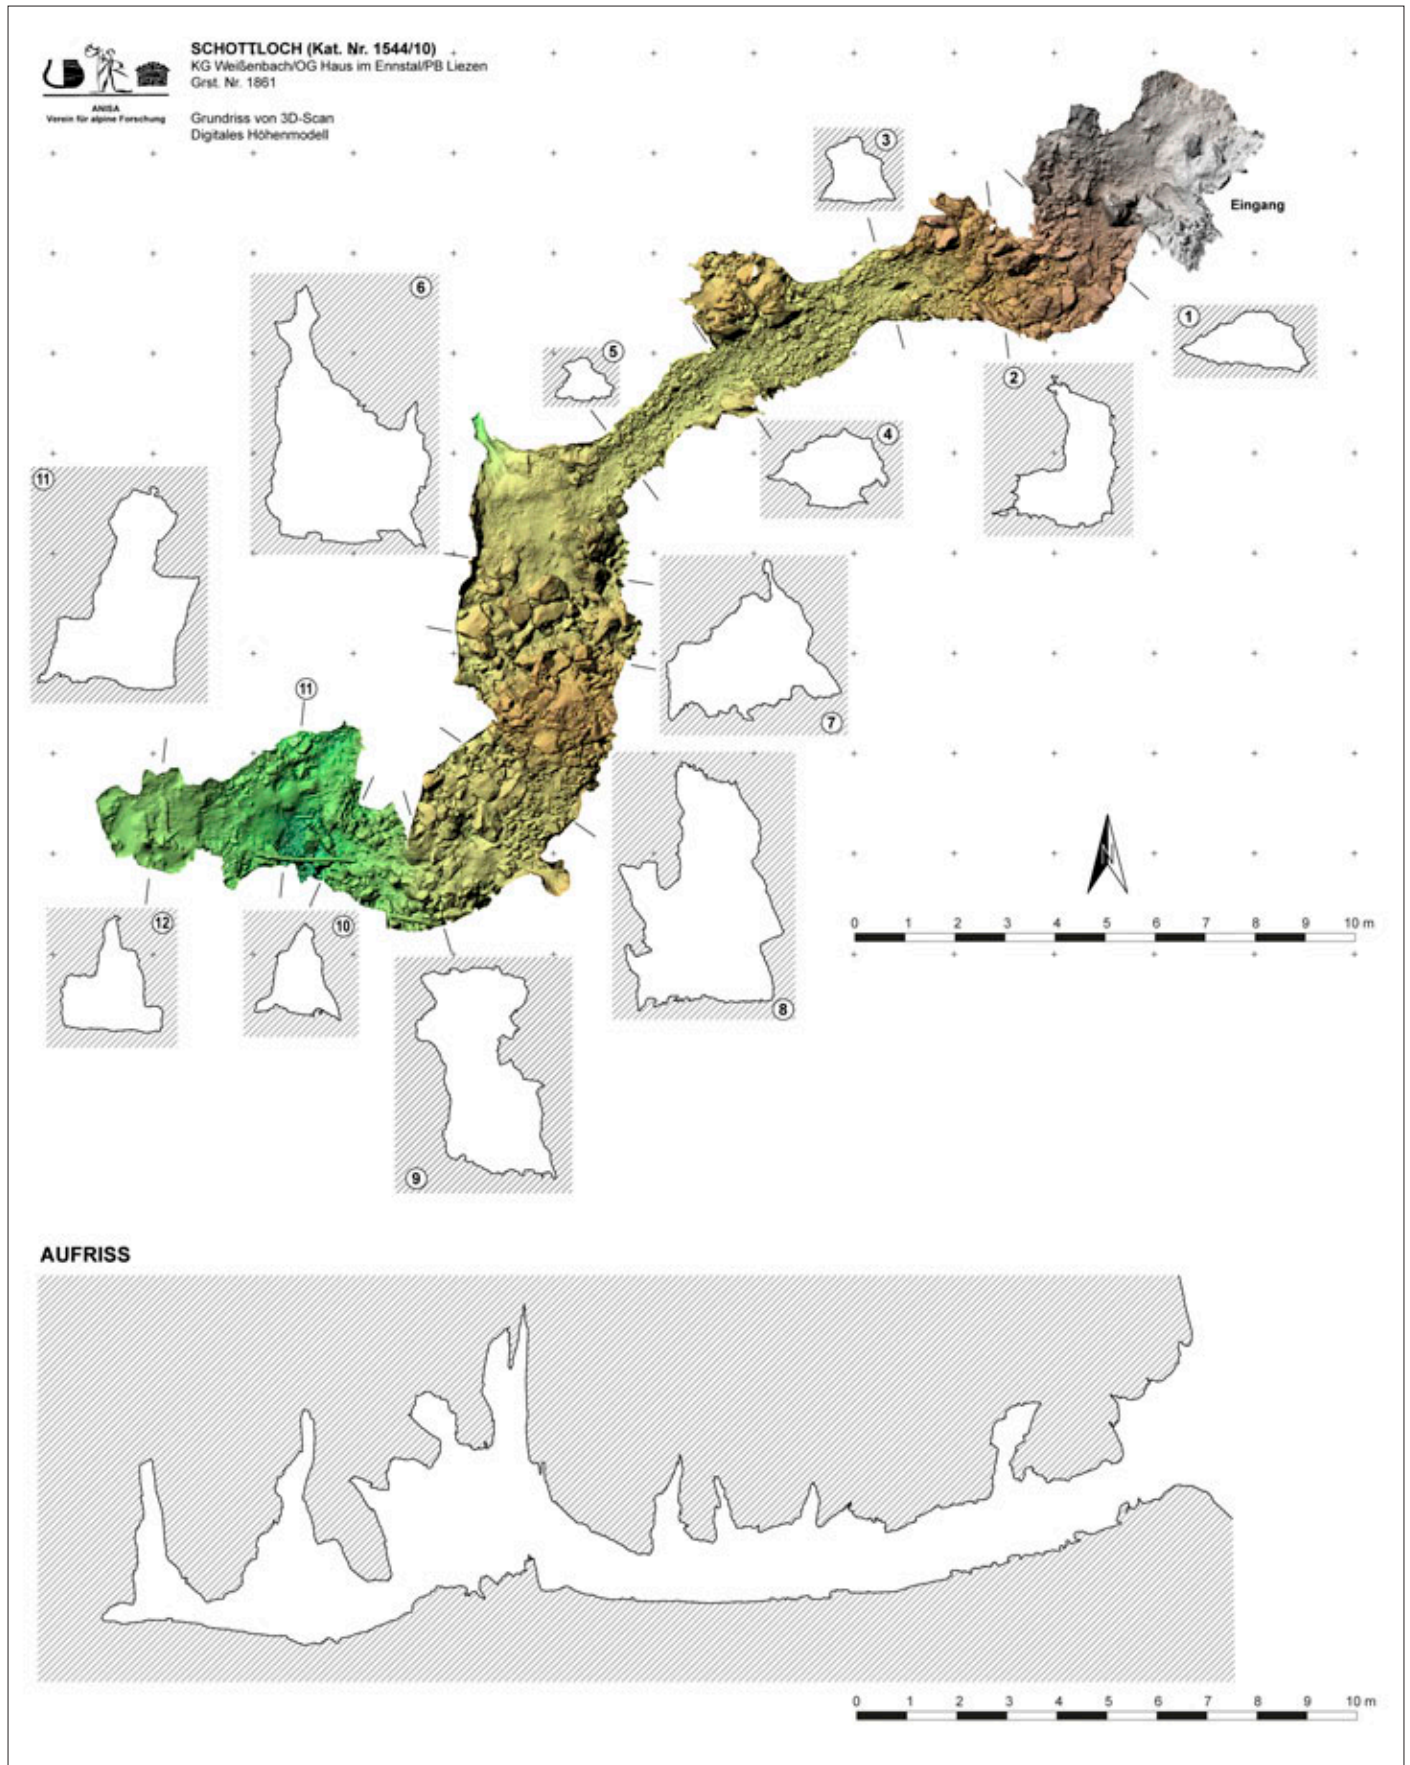 SCHOTTLOCH (Kat. Nr. 1544/10)
KG Weißenbach/OG Haus im Ennstal/PB Liezen
Grst. Nr. 1861
ANISA
Verein für alpine Forschung
Grundriss von 3D-Scan
Digitales Höhenmodell
3
Eingang
6
1
5
2
4
11
7
11
N
0 1 2 3 4 5 6 7 8 9 10 m
12
10
8
9
AUFRISS
0 1 2 3 4 5 6 7 8 9 10 m